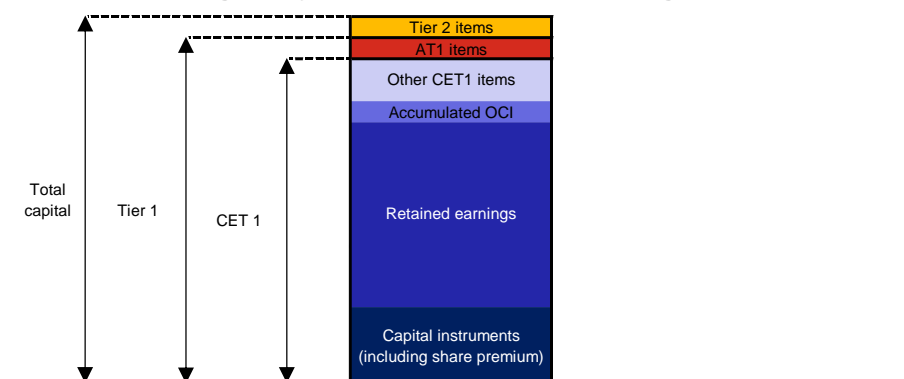 Tier 2 items
AT1 items
Other CET1 items
Accumulated OCI
Total
capital
Tier 1
CET 1
Retained earnings
Capital instruments
(including share premium)